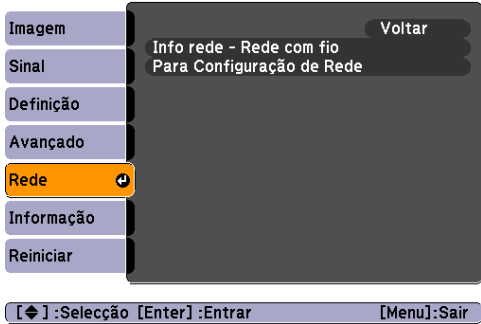 Imagem
Sinal
Definição
Avançado
Rede
Informação
Reiniciar
Voltar
Info rede - Rede com fio
Para Configuração de Rede
[ ] :Selecção [Enter] :Entrar [Menu]:Sair